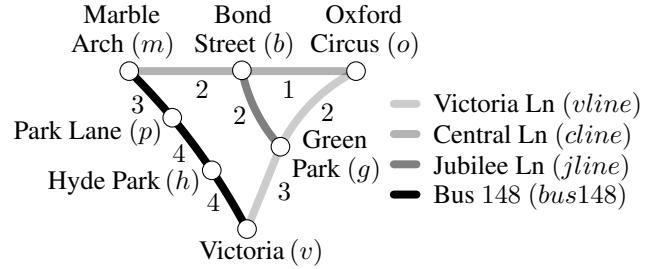 Marble
Arch (m)
Bond
Street (b)
Oxford
Circus (o)
2
1
3
2
2
Park Lane (p)
4
Green
Park (g)
Hyde Park (h)
4
3
Victoria (v)
Victoria Ln (vline)
Central Ln (cline)
Jubilee Ln (jline)
Bus 148 (bus148)